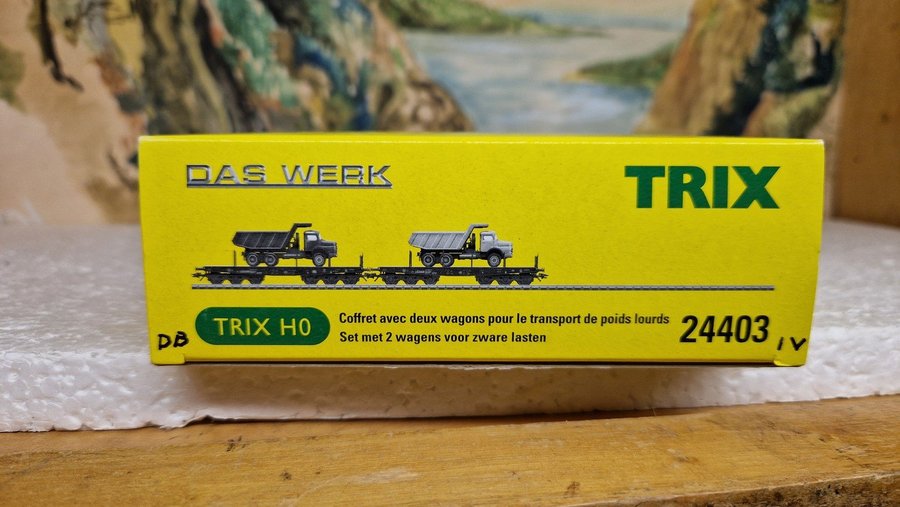 DAS WERK
TRIX
DB
TRIX H0
Coffret avec deux wagons pour le transport de poids lourds
Set met 2 wagens voor zware lasten
24403
IV